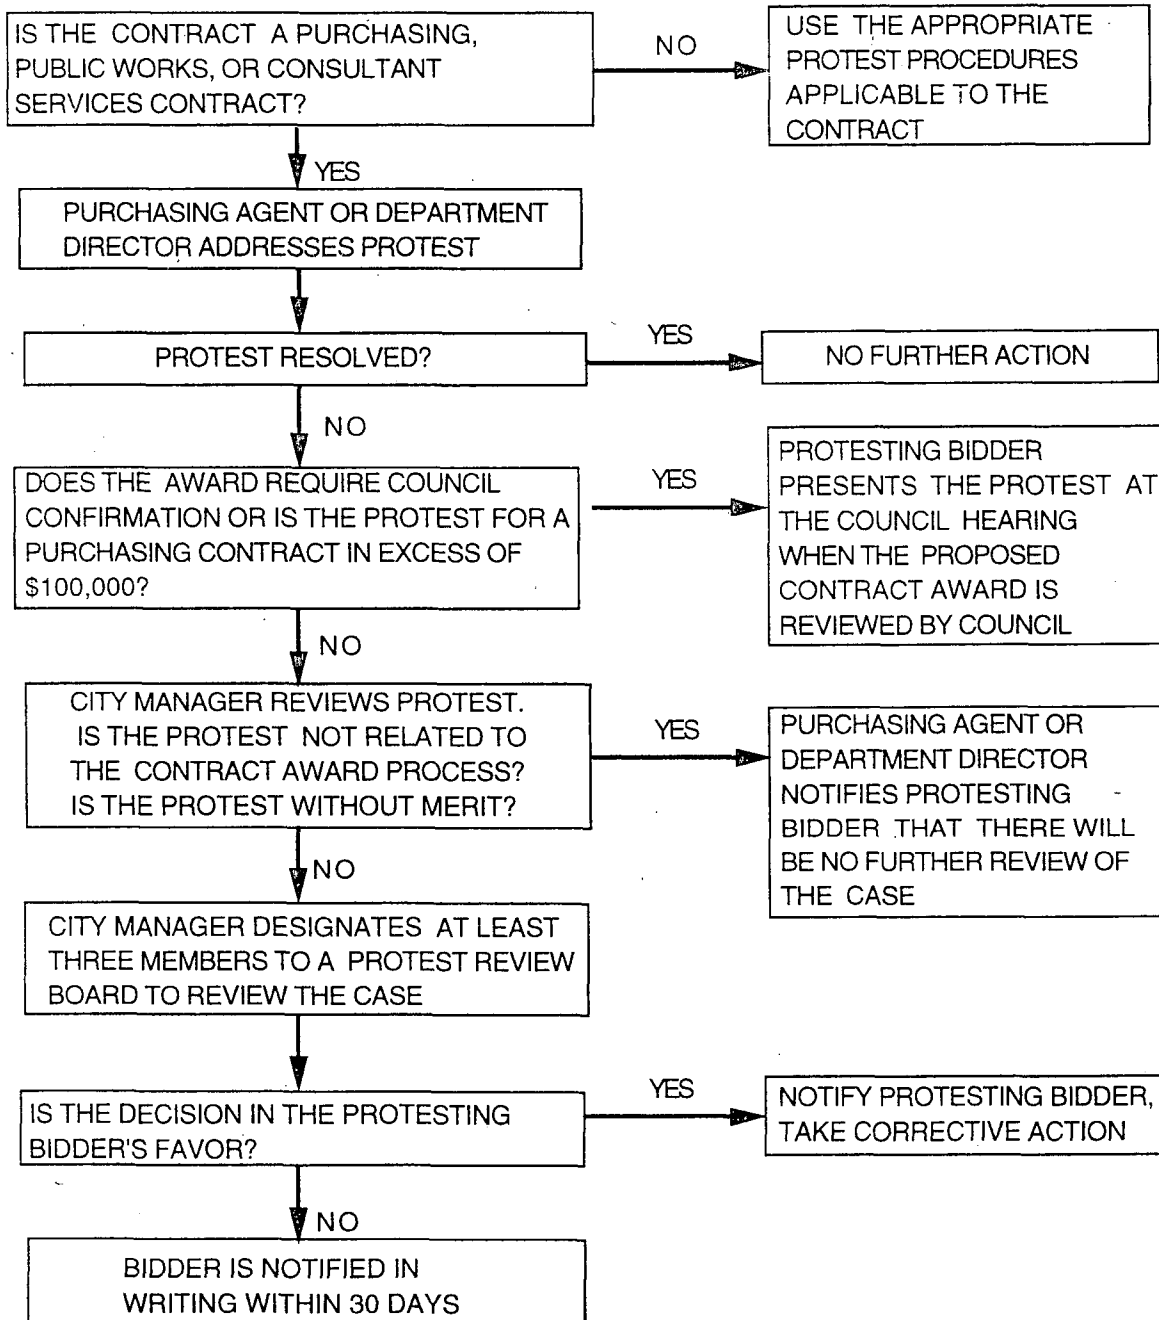 IS THE CONTRACT A PURCHASING,
PUBLIC WORKS, OR CONSULTANT
SERVICES CONTRACT?
NO
USE THE APPROPRIATE
PROTEST PROCEDURES
APPLICABLE TO THE
CONTRACT
YES
PURCHASING AGENT OR DEPARTMENT
DIRECTOR ADDRESSES PROTEST
PROTEST RESOLVED?
YES
NO FURTHER ACTION
NO
DOES THE AWARD REQUIRE COUNCIL
CONFIRMATION OR IS THE PROTEST FOR A
PURCHASING CONTRACT IN EXCESS OF
$100,000?
YES
PROTESTING BIDDER
PRESENTS THE PROTEST AT
THE COUNCIL HEARING
WHEN THE PROPOSED
CONTRACT AWARD IS
REVIEWED BY COUNCIL
NO
CITY MANAGER REVIEWS PROTEST.
IS THE PROTEST NOT RELATED TO
THE CONTRACT AWARD PROCESS?
IS THE PROTEST WITHOUT MERIT?
YES
PURCHASING AGENT OR
DEPARTMENT DIRECTOR
NOTIFIES PROTESTING
BIDDER THAT THERE WILL
BE NO FURTHER REVIEW OF
THE CASE
NO
CITY MANAGER DESIGNATES AT LEAST
THREE MEMBERS TO A PROTEST REVIEW
BOARD TO REVIEW THE CASE
IS THE DECISION IN THE PROTESTING
BIDDER'S FAVOR?
YES
NOTIFY PROTESTING BIDDER,
TAKE CORRECTIVE ACTION
NO
BIDDER IS NOTIFIED IN
WRITING WITHIN 30 DAYS